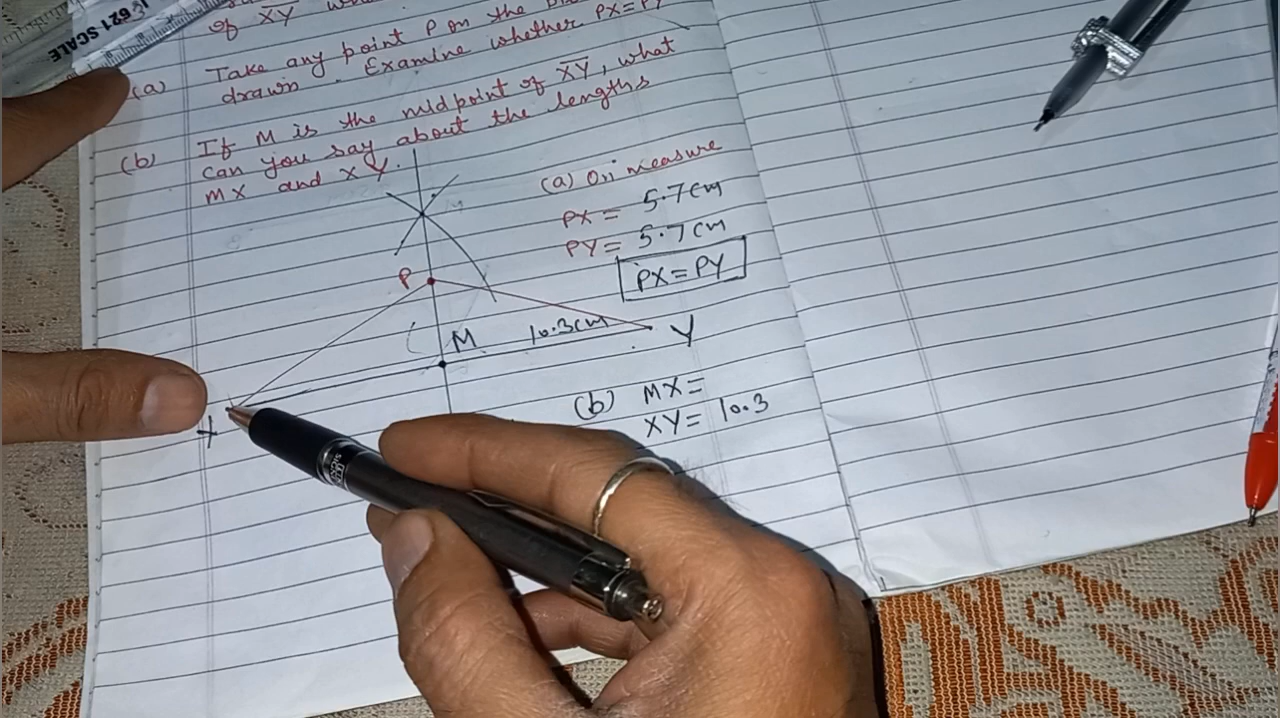 621 SCALE
of XY
(a) Take any point P on the
drawn. Examine whether PX=PY
(b) If M is the midpoint of XY, what
can you say about the lengths
MX and XY.
(a) On measure
PX = 5.7cm
PY = 5.7cm
PX = PY
P
M 10.3cm Y
X
(b) MX =
XY = 10.3